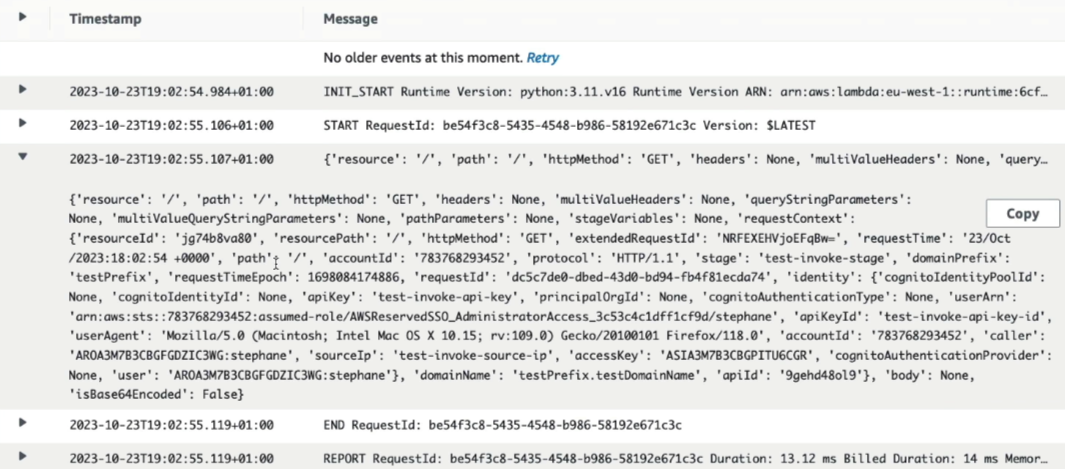 Timestamp Message
No older events at this moment. Retry
2023-10-23T19:02:54.984+01:00 INIT_START Runtime Version: python:3.11.v16 Runtime Version ARN: arn:aws:lambda:eu-west-1::runtime:6cf…
2023-10-23T19:02:55.106+01:00 START RequestId: be54f3c8-5435-4548-b986-58192e671c3c Version: $LATEST
2023-10-23T19:02:55.107+01:00 {'resource': '/', 'path': '/', 'httpMethod': 'GET', 'headers': None, 'multiValueHeaders': None, 'query…
{'resource': '/', 'path': '/', 'httpMethod': 'GET', 'headers': None, 'multiValueHeaders': None, 'queryStringParameters':
None, 'multiValueQueryStringParameters': None, 'pathParameters': None, 'stageVariables': None, 'requestContext':
Copy
{'resourceId': 'jg74b8va80', 'resourcePath': '/', 'httpMethod': 'GET', 'extendedRequestId': 'NRFEXEHVjoEFqBw=', 'requestTime': '23/Oct
/2023:18:02:54 +0000', 'path': '/', 'accountId': '783768293452', 'protocol': 'HTTP/1.1', 'stage': 'test-invoke-stage', 'domainPrefix':
'testPrefix', 'requestTimeEpoch': 1698084174886, 'requestId': 'dc5c7de0-dbed-43d0-bd94-fb4f81ecda74', 'identity': {'cognitoIdentityPoolId':
None, 'cognitoIdentityId': None, 'apiKey': 'test-invoke-api-key', 'principalOrgId': None, 'cognitoAuthenticationType': None, 'userArn':
'arn:aws:sts::783768293452:assumed-role/AWSReservedSSO_AdministratorAccess_3c53c4c1dff1cf9d/stephane', 'apiKeyId': 'test-invoke-api-key-id',
'userAgent': 'Mozilla/5.0 (Macintosh; Intel Mac OS X 10.15; rv:109.0) Gecko/20100101 Firefox/118.0', 'accountId': '783768293452', 'caller':
'AROA3M7B3CBGFGDZIC3WG:stephane', 'sourceIp': 'test-invoke-source-ip', 'accessKey': 'ASIA3M7B3CBGPITU6CGR', 'cognitoAuthenticationProvider':
None, 'user': 'AROA3M7B3CBGFGDZIC3WG:stephane'}, 'domainName': 'testPrefix.testDomainName', 'apiId': '9gehd48ol9'}, 'body': None,
'isBase64Encoded': False}
2023-10-23T19:02:55.119+01:00 END RequestId: be54f3c8-5435-4548-b986-58192e671c3c
2023-10-23T19:02:55.119+01:00 REPORT RequestId: be54f3c8-5435-4548-b986-58192e671c3c Duration: 13.12 ms Billed Duration: 14 ms Memor…